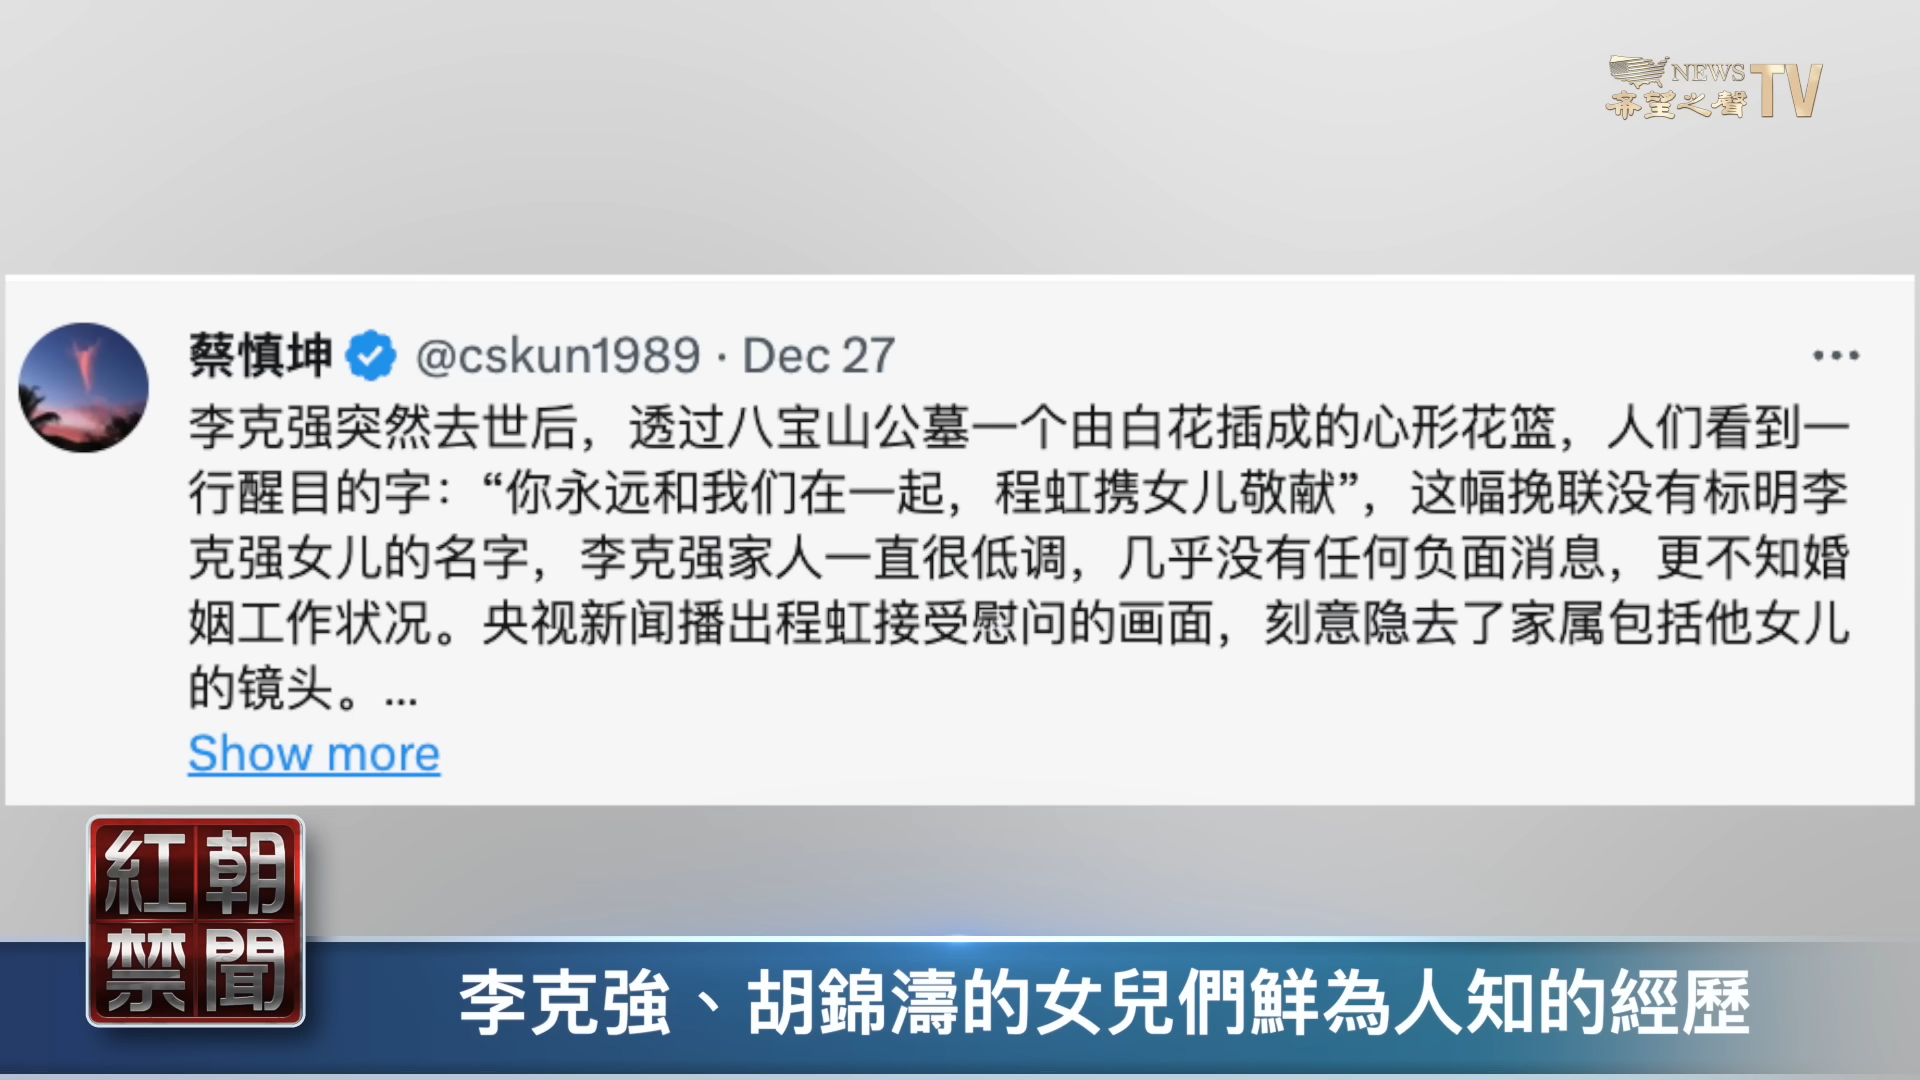 NEWS
希望之聲TV
蔡慎坤 @cskun1989 · Dec 27
李克强突然去世后，透过八宝山公墓一个由白花插成的心形花篮，人们看到一
行醒目的字：“你永远和我们在一起，程虹携女儿敬献”，这幅挽联没有标明李
克强女儿的名字，李克强家人一直很低调，几乎没有任何负面消息，更不知婚
姻工作状况。央视新闻播出程虹接受慰问的画面，刻意隐去了家属包括他女儿
的镜头。...
Show more
紅朝
禁聞
李克強、胡錦濤的女兒們鮮為人知的經歷